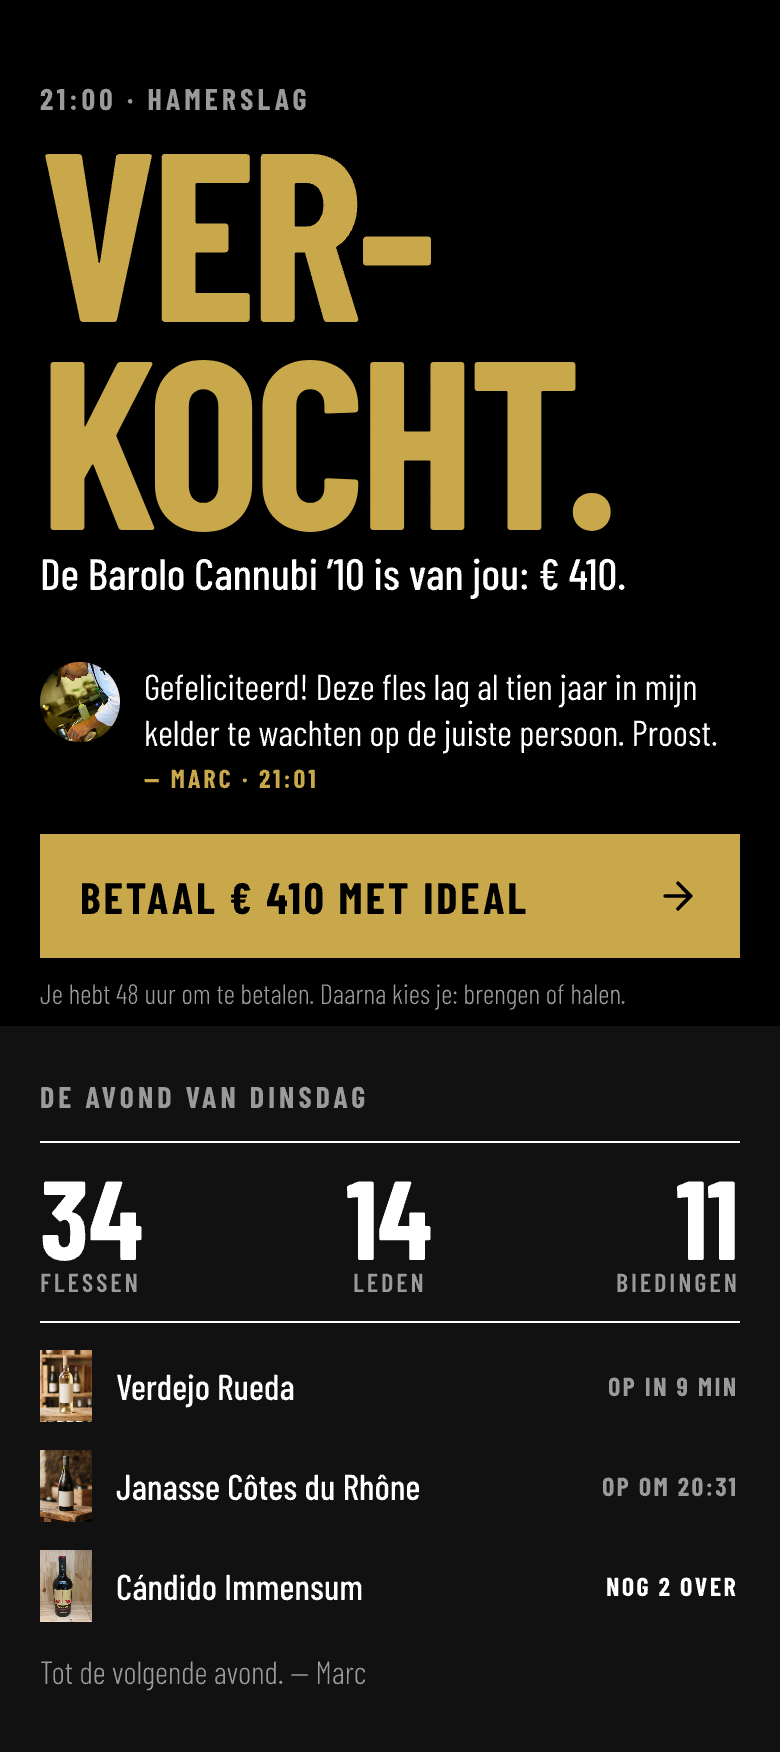 21:00 · HAMERSLAG
VER-
KOCHT.
De Barolo Cannubi ’10 is van jou: € 410.
Gefeliciteerd! Deze fles lag al tien jaar in mijn
kelder te wachten op de juiste persoon. Proost.
— MARC · 21:01
BETAAL € 410 MET IDEAL →
Je hebt 48 uur om te betalen. Daarna kies je: brengen of halen.
DE AVOND VAN DINSDAG
34 14 11
FLESSEN LEDEN BIEDINGEN
Verdejo Rueda OP IN 9 MIN
Janasse Côtes du Rhône OP OM 20:31
Cándido Immensum NOG 2 OVER
Tot de volgende avond. — Marc